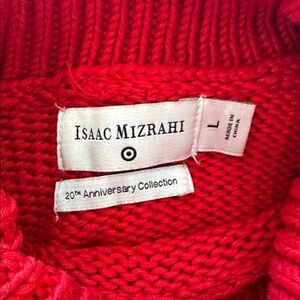 ISAAC MIZRAHI
L
MADE IN
CHINA
20TH Anniversary Collection